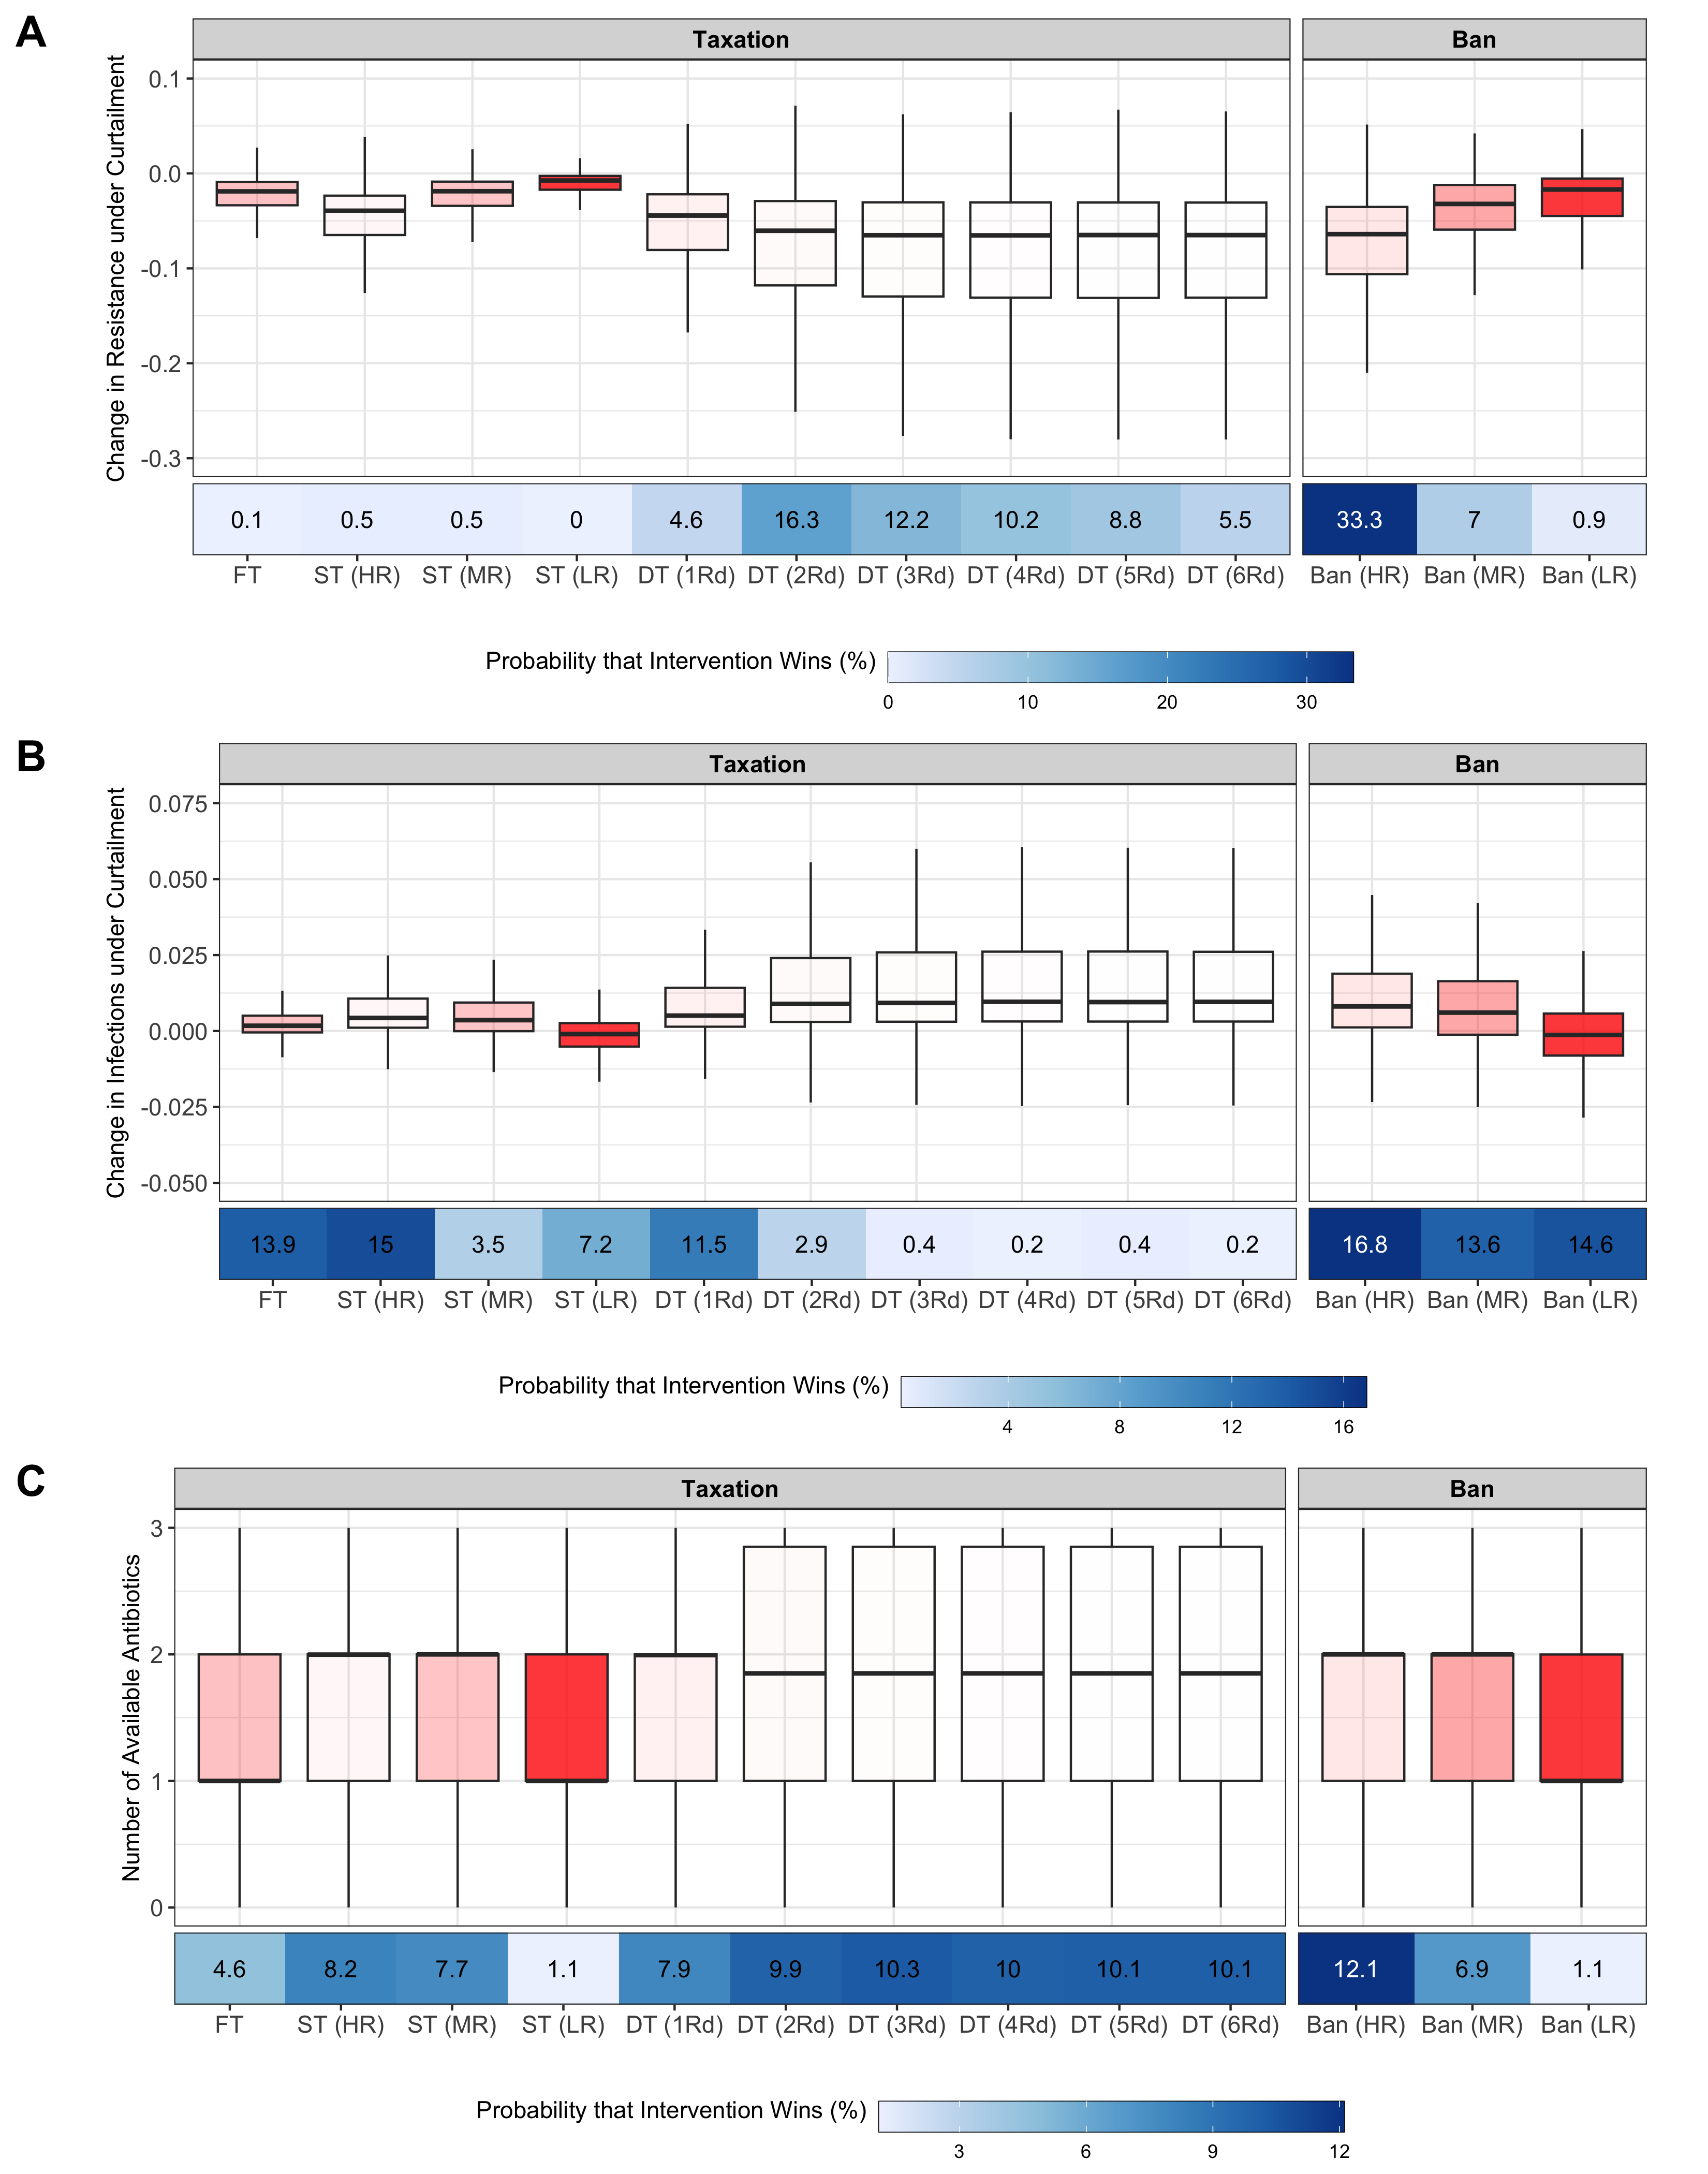 A
Taxation
Ban
Change in Resistance under Curtailment
0.1
0.0
-0.1
-0.2
-0.3
0.1 0.5 0.5 0 4.6 16.3 12.2 10.2 8.8 5.5 33.3 7 0.9
FT ST (HR) ST (MR) ST (LR) DT (1Rd) DT (2Rd) DT (3Rd) DT (4Rd) DT (5Rd) DT (6Rd) Ban (HR) Ban (MR) Ban (LR)
Probability that Intervention Wins (%)
0 10 20 30
B
Taxation
Ban
Change in Infections under Curtailment
0.075
0.050
0.025
0.000
-0.025
-0.050
13.9 15 3.5 7.2 11.5 2.9 0.4 0.2 0.4 0.2 16.8 13.6 14.6
FT ST (HR) ST (MR) ST (LR) DT (1Rd) DT (2Rd) DT (3Rd) DT (4Rd) DT (5Rd) DT (6Rd) Ban (HR) Ban (MR) Ban (LR)
Probability that Intervention Wins (%)
4 8 12 16
C
Taxation
Ban
Number of Available Antibiotics
3
2
1
0
4.6 8.2 7.7 1.1 7.9 9.9 10.3 10 10.1 10.1 12.1 6.9 1.1
FT ST (HR) ST (MR) ST (LR) DT (1Rd) DT (2Rd) DT (3Rd) DT (4Rd) DT (5Rd) DT (6Rd) Ban (HR) Ban (MR) Ban (LR)
Probability that Intervention Wins (%)
3 6 9 12